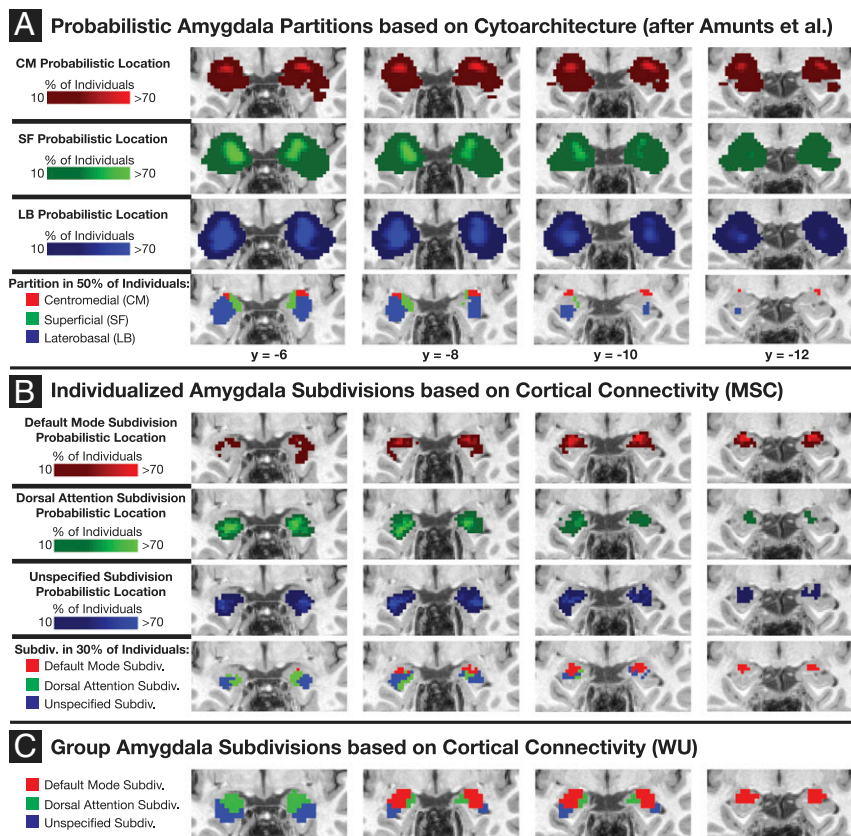 A Probabilistic Amygdala Partitions based on Cytoarchitecture (after Amunts et al.)
CM Probabilistic Location
% of Individuals
10 >70
SF Probabilistic Location
% of Individuals
10 >70
LB Probabilistic Location
% of Individuals
10 >70
Partition in 50% of Individuals:
Centromedial (CM)
Superficial (SF)
Laterobasal (LB)
y = -6 y = -8 y = -10 y = -12
B Individualized Amygdala Subdivisions based on Cortical Connectivity (MSC)
Default Mode Subdivision
Probabilistic Location
% of Individuals
10 >70
Dorsal Attention Subdivision
Probabilistic Location
% of Individuals
10 >70
Unspecified Subdivision
Probabilistic Location
% of Individuals
10 >70
Subdiv. in 30% of Individuals:
Default Mode Subdiv.
Dorsal Attention Subdiv.
Unspecified Subdiv.
C Group Amygdala Subdivisions based on Cortical Connectivity (WU)
Default Mode Subdiv.
Dorsal Attention Subdiv.
Unspecified Subdiv.